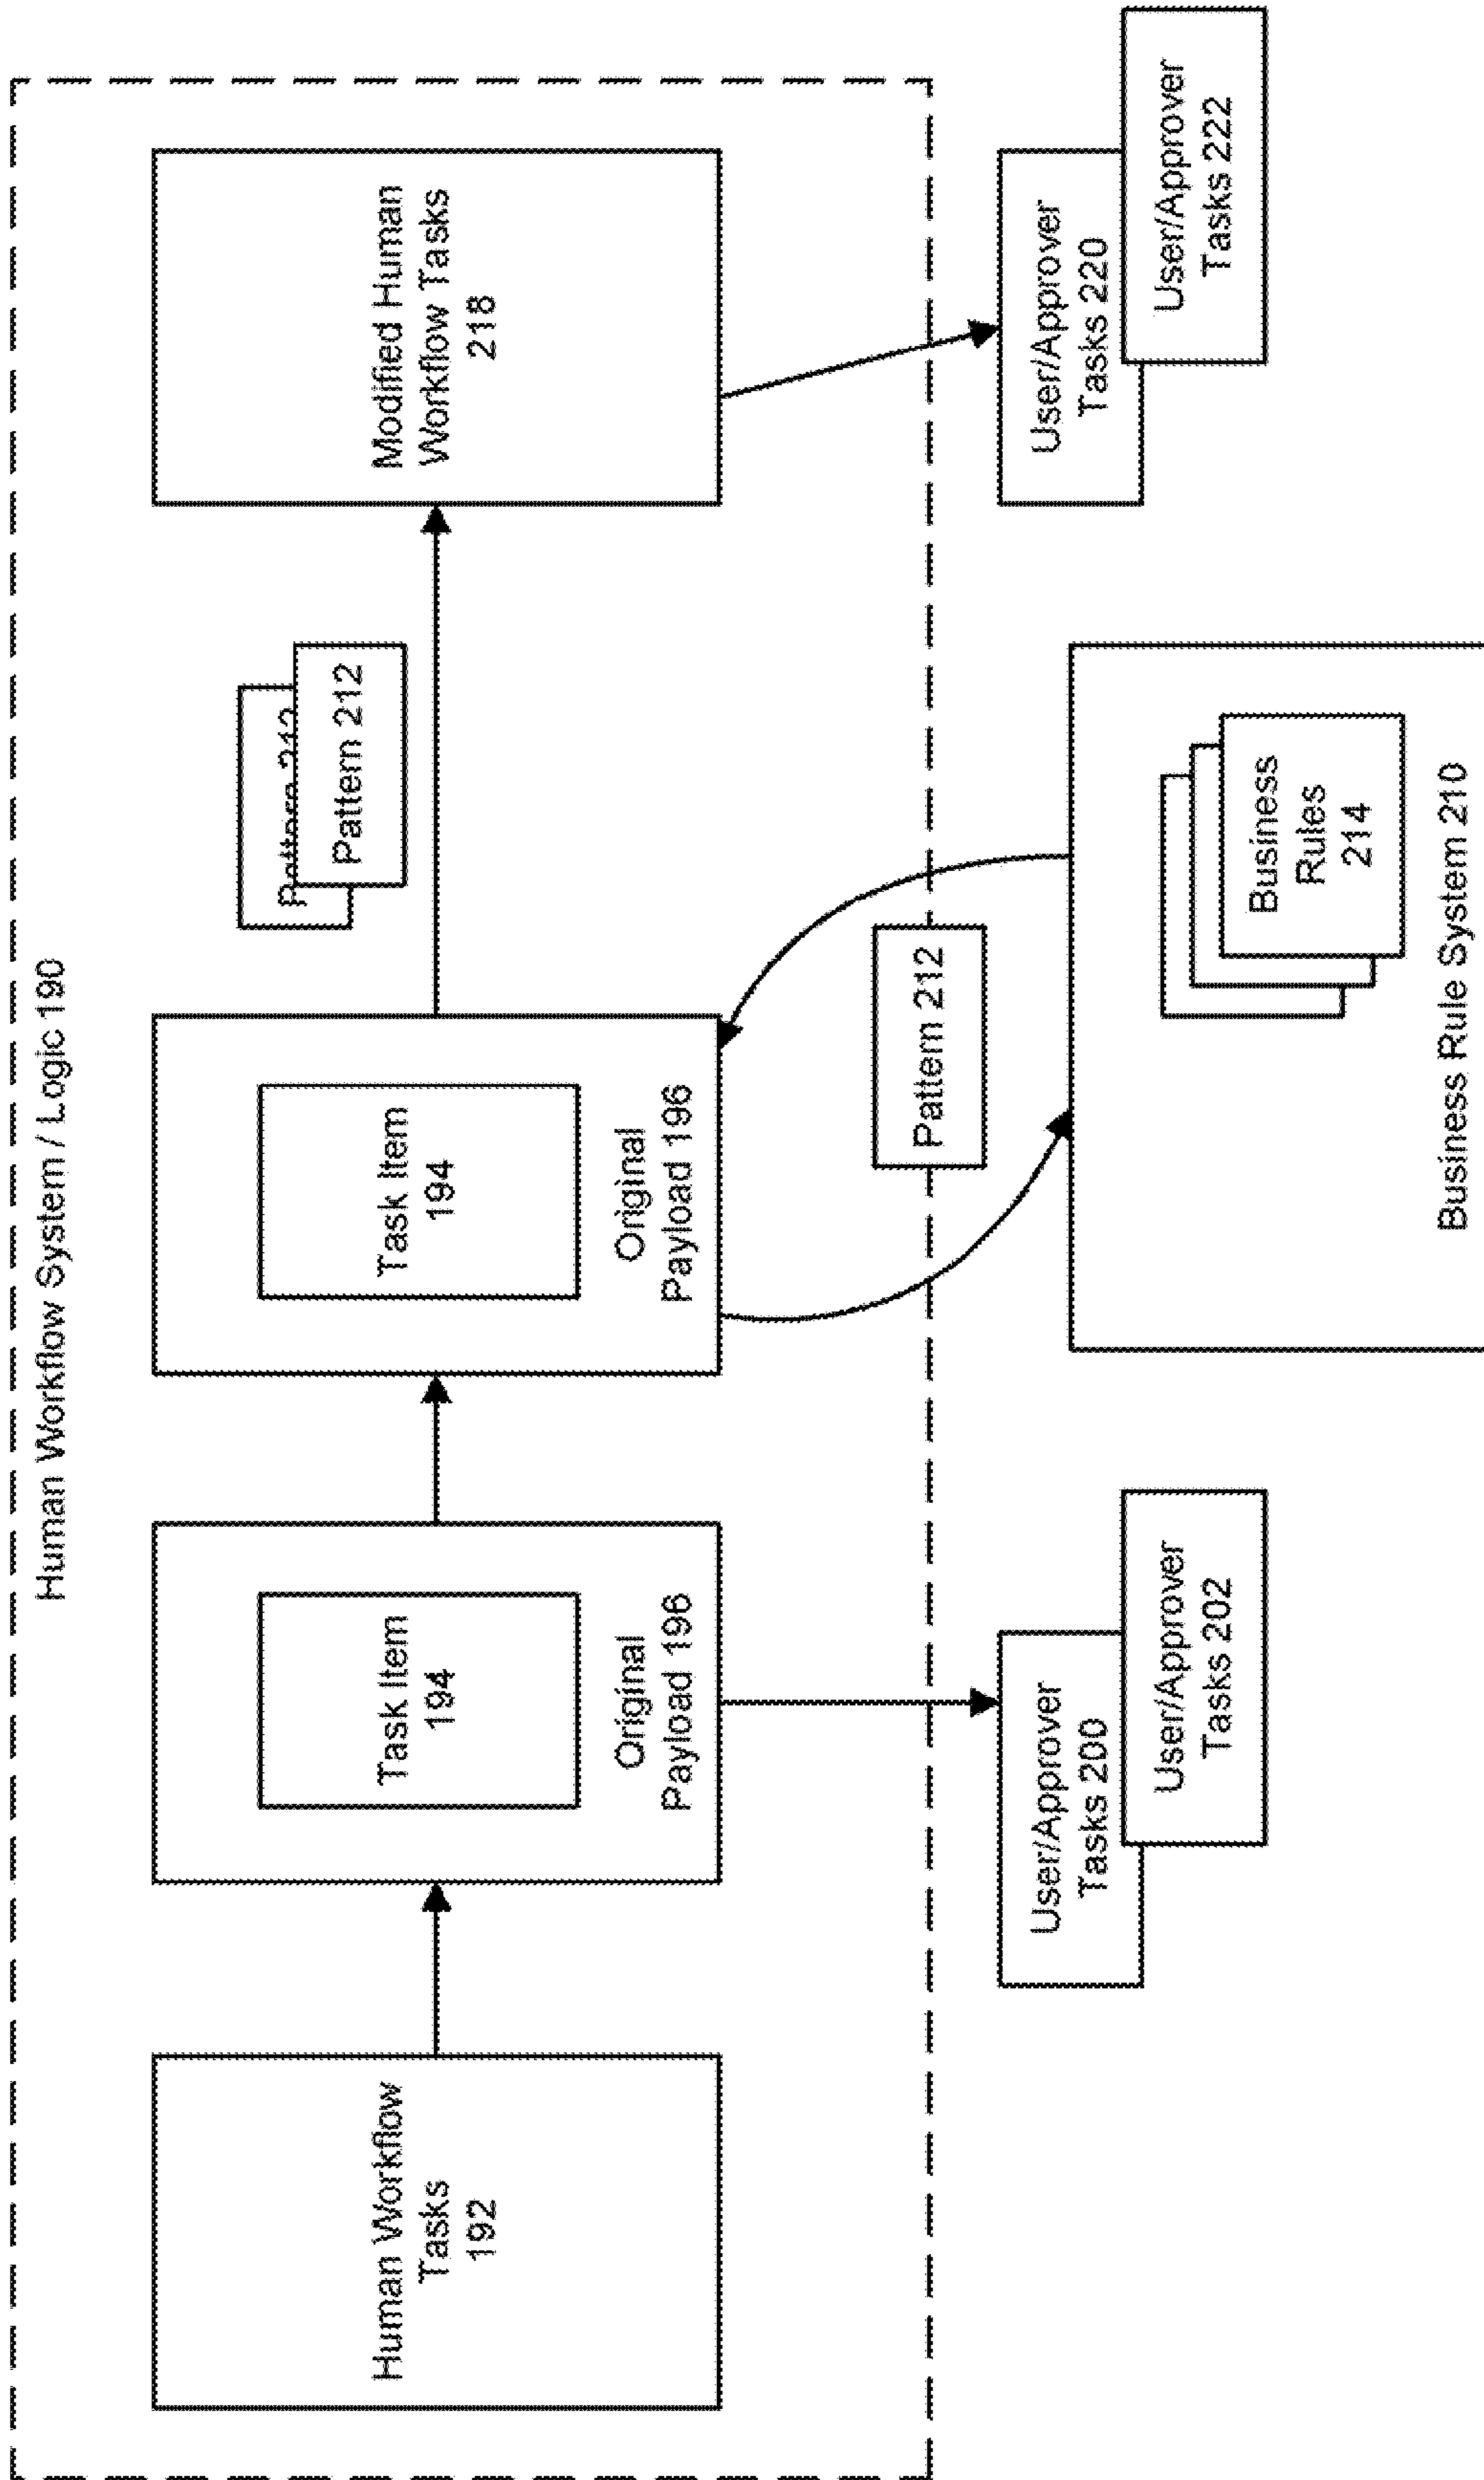 Human Workflow System / Logic 190
Human Workflow
Tasks
192
Task Item
194
Original
Payload 196
Task Item
194
Original
Payload 196
Pattern 212
Pattern 212
Modified Human
Workflow Tasks
218
User/Approver
Tasks 200
User/Approver
Tasks 202
Pattern 212
Business
Rules
214
Business Rule System 210
User/Approver
Tasks 220
User/Approver
Tasks 222